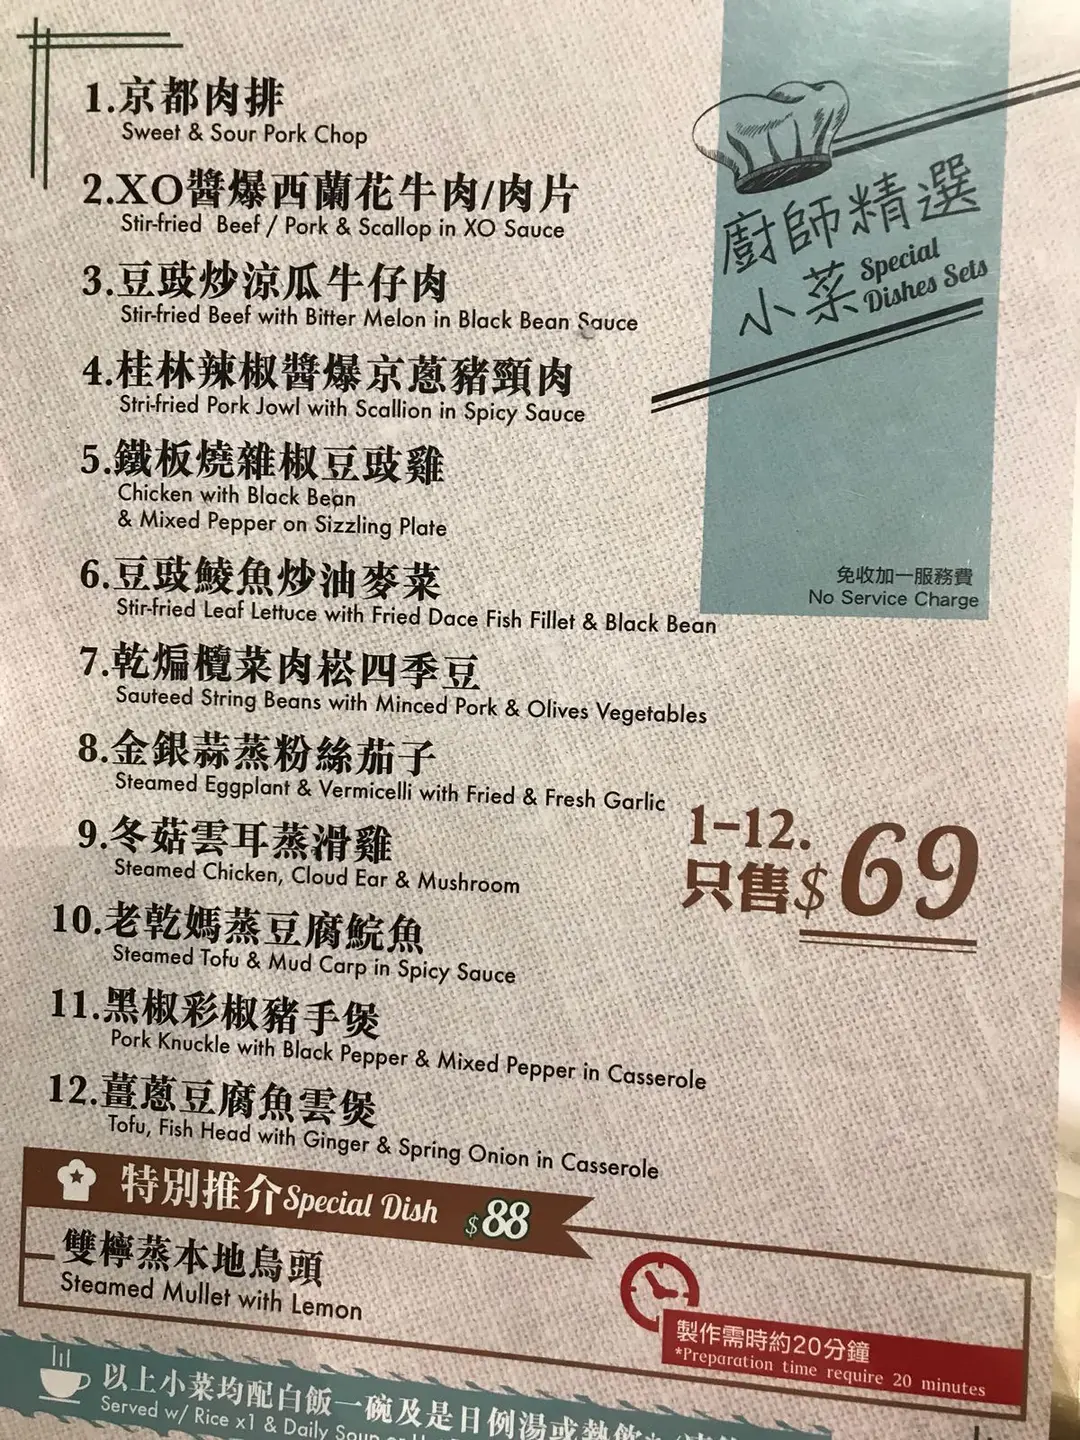 1.京都肉排
Sweet & Sour Pork Chop
2.XO醬爆西蘭花牛肉/肉片
Stir-fried Beef / Pork & Scallop in XO Sauce
3.豆豉炒涼瓜牛仔肉
Stir-fried Beef with Bitter Melon in Black Bean Sauce
4.桂林辣椒醬爆京蔥豬頸肉
Stri-fried Pork Jowl with Scallion in Spicy Sauce
5.鐵板燒雜椒豆豉雞
Chicken with Black Bean
& Mixed Pepper on Sizzling Plate
6.豆豉鯪魚炒油麥菜
Stir-fried Leaf Lettuce with Fried Dace Fish Fillet & Black Bean
7.乾煸欖菜肉崧四季豆
Sauteed String Beans with Minced Pork & Olives Vegetables
8.金銀蒜蒸粉絲茄子
Steamed Eggplant & Vermicelli with Fried & Fresh Garlic
9.冬菇雲耳蒸滑雞
Steamed Chicken, Cloud Ear & Mushroom
10.老乾媽蒸豆腐鯇魚
Steamed Tofu & Mud Carp in Spicy Sauce
11.黑椒彩椒豬手煲
Pork Knuckle with Black Pepper & Mixed Pepper in Casserole
12.薑蔥豆腐魚雲煲
Tofu, Fish Head with Ginger & Spring Onion in Casserole
廚師精選
小菜 Special
Dishes Sets
免收加一服務費
No Service Charge
1-12.
只售$69
特別推介 Special Dish $88
雙檸蒸本地烏頭
Steamed Mullet with Lemon
製作需時約20分鐘
*Preparation time require 20 minutes
以上小菜均配白飯一碗及是日例湯或熱飲
Served w/ Rice x1 & Daily Soup or